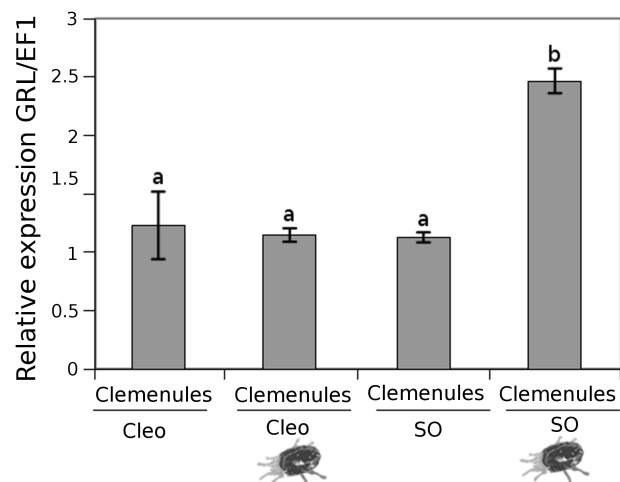 Relative expression GRL/EF1
3
2.5
2
1.5
1
0.5
0
a
a
a
b
Clemenules Clemenules Clemenules Clemenules
Cleo Cleo SO SO